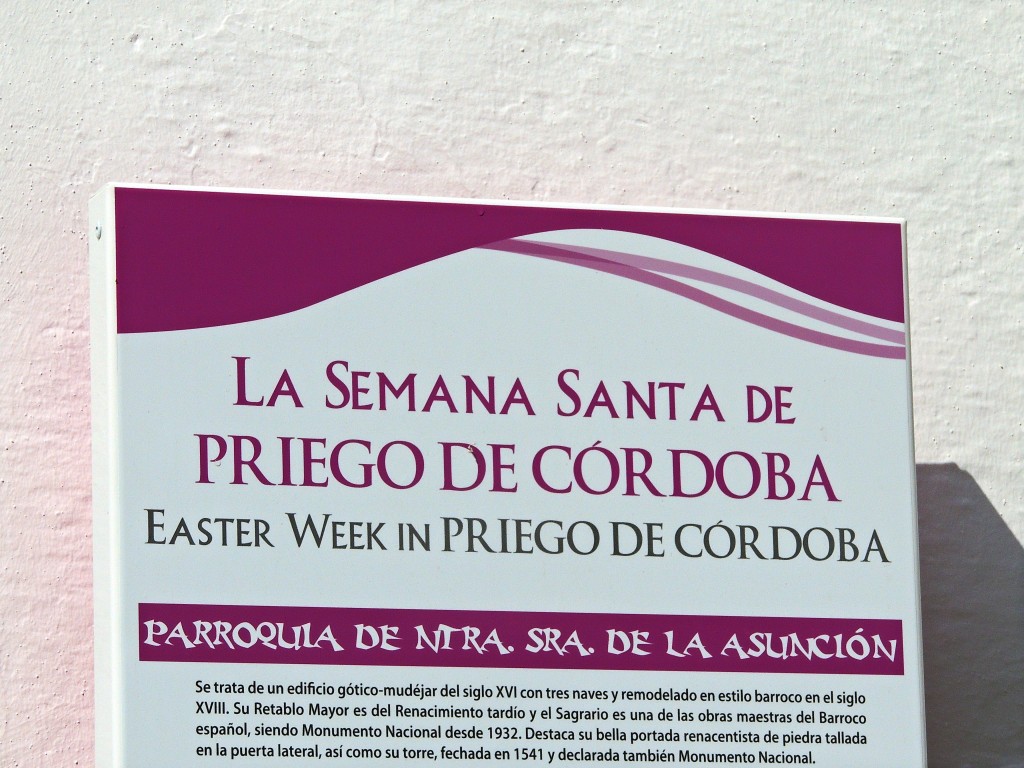 La Semana Santa de
PRIEGO DE CÓRDOBA
Easter Week in PRIEGO DE CÓRDOBA
PARROQUIA DE NTRA. SRA. DE LA ASUNCIÓN
Se trata de un edificio gótico-mudéjar del siglo XVI con tres naves y remodelado en estilo barroco en el siglo
XVIII. Su Retablo Mayor es del Renacimiento tardío y el Sagrario es una de las obras maestras del Barroco
español, siendo Monumento Nacional desde 1932. Destaca su bella portada renacentista de piedra tallada
en la puerta lateral, así como su torre, fechada en 1541 y declarada también Monumento Nacional.